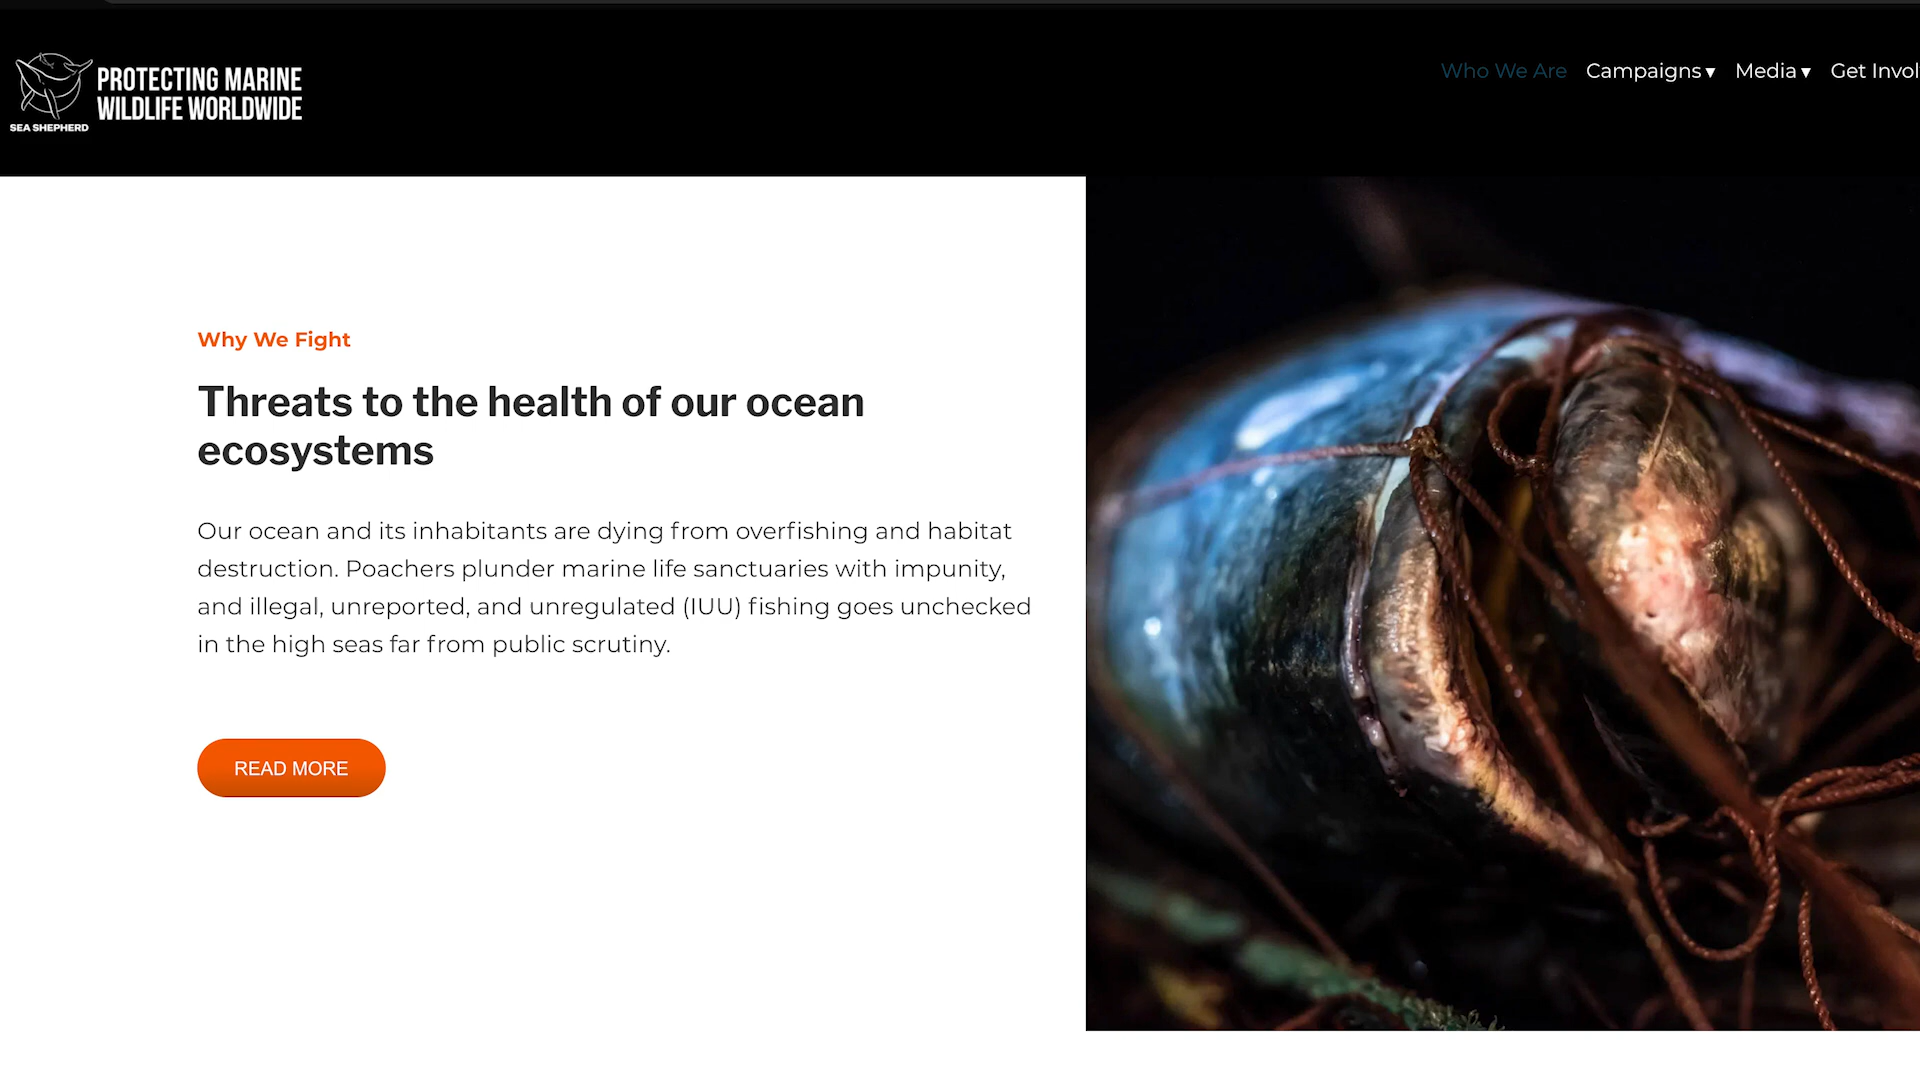 PROTECTING MARINE
WILDLIFE WORLDWIDE
SEA SHEPHERD
Who We Are Campaigns ▾ Media ▾ Get Invol
Why We Fight
Threats to the health of our ocean
ecosystems
Our ocean and its inhabitants are dying from overfishing and habitat
destruction. Poachers plunder marine life sanctuaries with impunity,
and illegal, unreported, and unregulated (IUU) fishing goes unchecked
in the high seas far from public scrutiny.
READ MORE